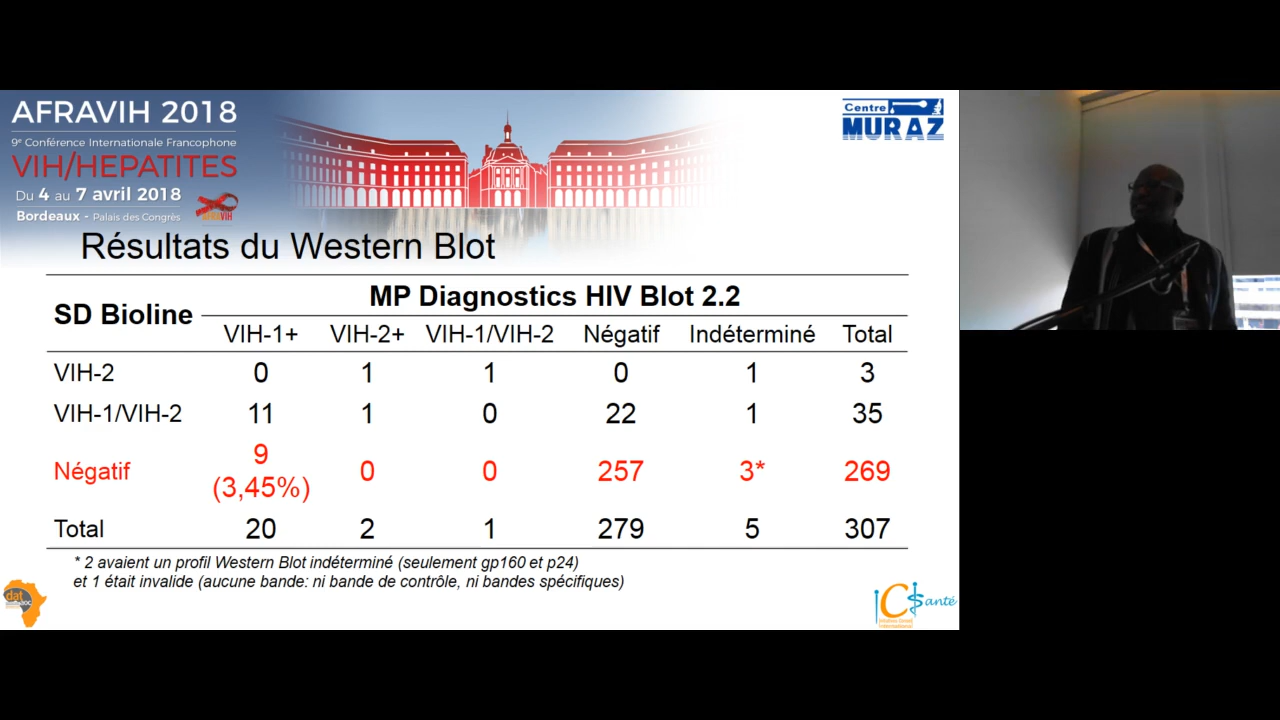 AFRAVIH 2018
9e Conférence Internationale Francophone
VIH/HEPATITES
Du 4 au 7 avril 2018
Bordeaux - Palais des Congrès
AFRAVIH
Centre
MURAZ
Résultats du Western Blot
SD Bioline
MP Diagnostics HIV Blot 2.2
VIH-1+ VIH-2+ VIH-1/VIH-2 Négatif Indéterminé Total
VIH-2 0 1 1 0 1 3
VIH-1/VIH-2 11 1 0 22 1 35
Négatif 9 (3,45%) 0 0 257 3* 269
Total 20 2 1 279 5 307
* 2 avaient un profil Western Blot indéterminé (seulement gp160 et p24)
et 1 était invalide (aucune bande: ni bande de contrôle, ni bandes spécifiques)
dat
Santé